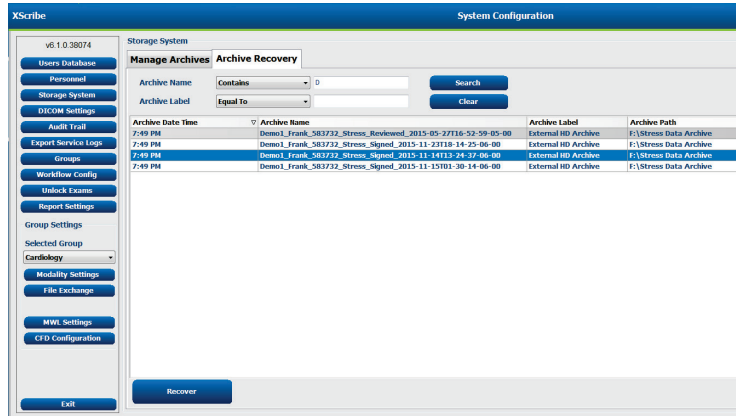 XScribe System Configuration
v6.1.0.38074
Users Database
Personnel
Storage System
DICOM Settings
Audit Trail
Export Service Logs
Groups
Workflow Config
Unlock Exams
Report Settings
Group Settings
Selected Group
Cardiology
Modality Settings
File Exchange
MWL Settings
CFD Configuration
Exit
Storage System
Manage Archives Archive Recovery
Archive Name Contains D Search
Archive Label Equal To Clear
Archive Date Time Archive Name Archive Label Archive Path
7:49 PM Demo1_Frank_583732_Stress_Reviewed_2015-05-27T16-52-59-05-00 External HD Archive F:\Stress Data Archive
7:49 PM Demo1_Frank_583732_Stress_Signed_2015-11-23T18-14-25-06-00 External HD Archive F:\Stress Data Archive
7:49 PM Demo1_Frank_583732_Stress_Signed_2015-11-14T13-24-37-06-00 External HD Archive F:\Stress Data Archive
7:49 PM Demo1_Frank_583732_Stress_Signed_2015-11-15T01-30-14-06-00 External HD Archive F:\Stress Data Archive
Recover